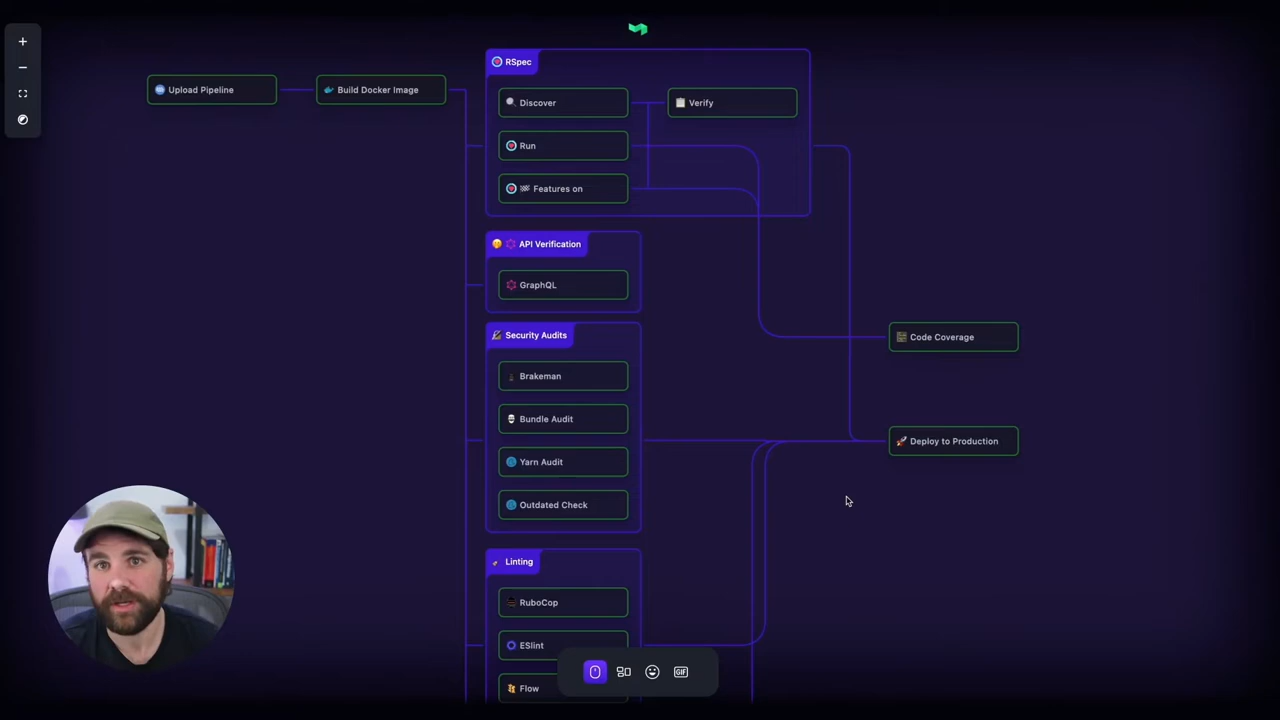 Upload Pipeline
Build Docker Image
RSpec
Discover
Verify
Run
Features on
API Verification
GraphQL
Security Audits
Brakeman
Bundle Audit
Yarn Audit
Outdated Check
Linting
RuboCop
ESlint
Flow
Code Coverage
Deploy to Production
GIF